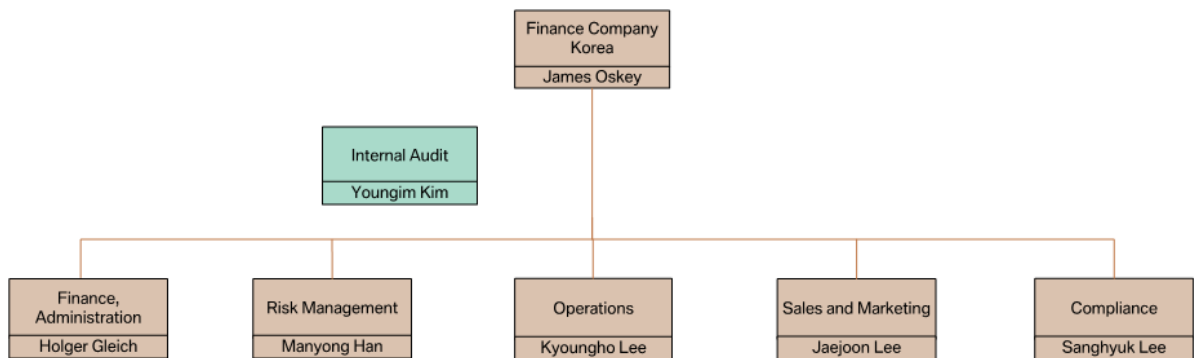 Finance Company
Korea
James Oskey
Internal Audit
Youngim Kim
Finance,
Administration
Holger Gleich
Risk Management
Manyong Han
Operations
Kyoungho Lee
Sales and Marketing
Jaejoon Lee
Compliance
Sanghyuk Lee